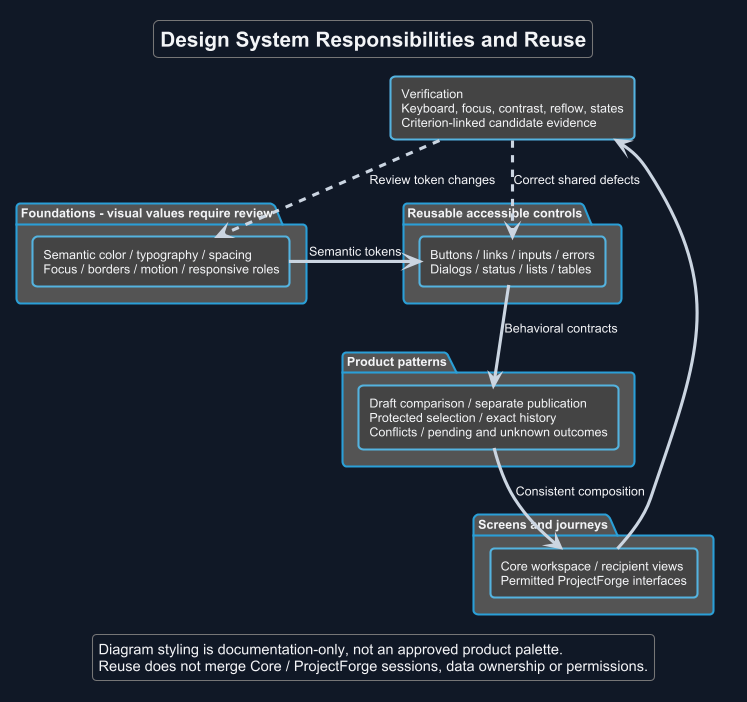 Design System Responsibilities and Reuse
Verification
Keyboard, focus, contrast, reflow, states
Criterion-linked candidate evidence
Review token changes
Correct shared defects
Foundations - visual values require review
Semantic color / typography / spacing
Focus / borders / motion / responsive roles
Semantic tokens
Reusable accessible controls
Buttons / links / inputs / errors
Dialogs / status / lists / tables
Behavioral contracts
Product patterns
Draft comparison / separate publication
Protected selection / exact history
Conflicts / pending and unknown outcomes
Consistent composition
Screens and journeys
Core workspace / recipient views
Permitted ProjectForge interfaces
Diagram styling is documentation-only, not an approved product palette.
Reuse does not merge Core / ProjectForge sessions, data ownership or permissions.